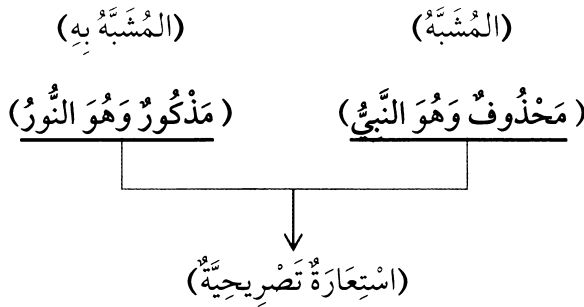 (المُشَبَّهُ) (المُشَبَّهُ بِهِ)
(مَحْذُوفٌ وَهُوَ النَّبِيُّ) (مَذْكُورٌ وَهُوَ النُّورُ)
(اسْتِعَارَةٌ تَصْرِيحِيَّةٌ)